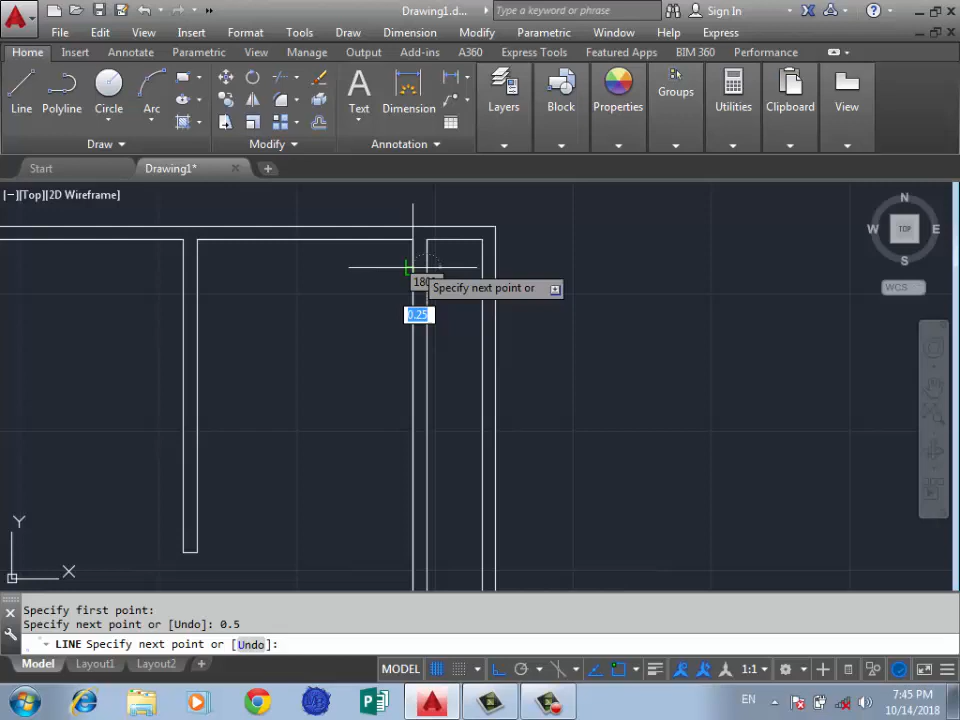 Drawing1.d...
Type a keyword or phrase
Sign In
File Edit View Insert Format Tools Draw Dimension Modify Parametric Window Help Express
Home Insert Annotate Parametric View Manage Output Add-ins A360 Express Tools Featured Apps BIM 360 Performance
Line Polyline Circle Arc Text Dimension Layers Block Properties Groups Utilities Clipboard View
Draw Modify Annotation
Start Drawing1*
[−][Top][2D Wireframe]
N
W TOP E
S
WCS
Specify next point or
0.25
Y
X
Specify first point:
Specify next point or [Undo]: 0.5
LINE Specify next point or [Undo]:
Model Layout1 Layout2
MODEL 1:1
EN
7:45 PM
10/14/2018